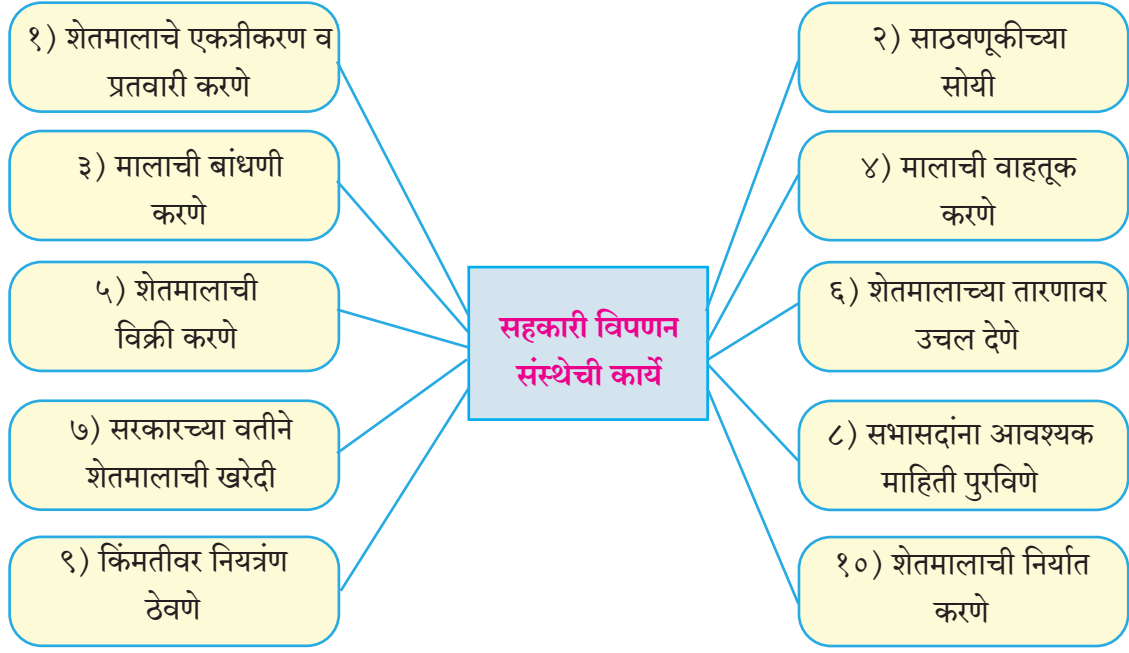 १) शेतमालाचे एकत्रीकरण व
प्रतवारी करणे
२) साठवणूकीच्या
सोयी
३) मालाची बांधणी
करणे
४) मालाची वाहतूक
करणे
५) शेतमालाची
विक्री करणे
६) शेतमालाच्या तारणावर
उचल देणे
सहकारी विपणन
संस्थेची कार्ये
७) सरकारच्या वतीने
शेतमालाची खरेदी
८) सभासदांना आवश्यक
माहिती पुरविणे
९) किंमतीवर नियत्रंण
ठेवणे
१०) शेतमालाची निर्यात
करणे